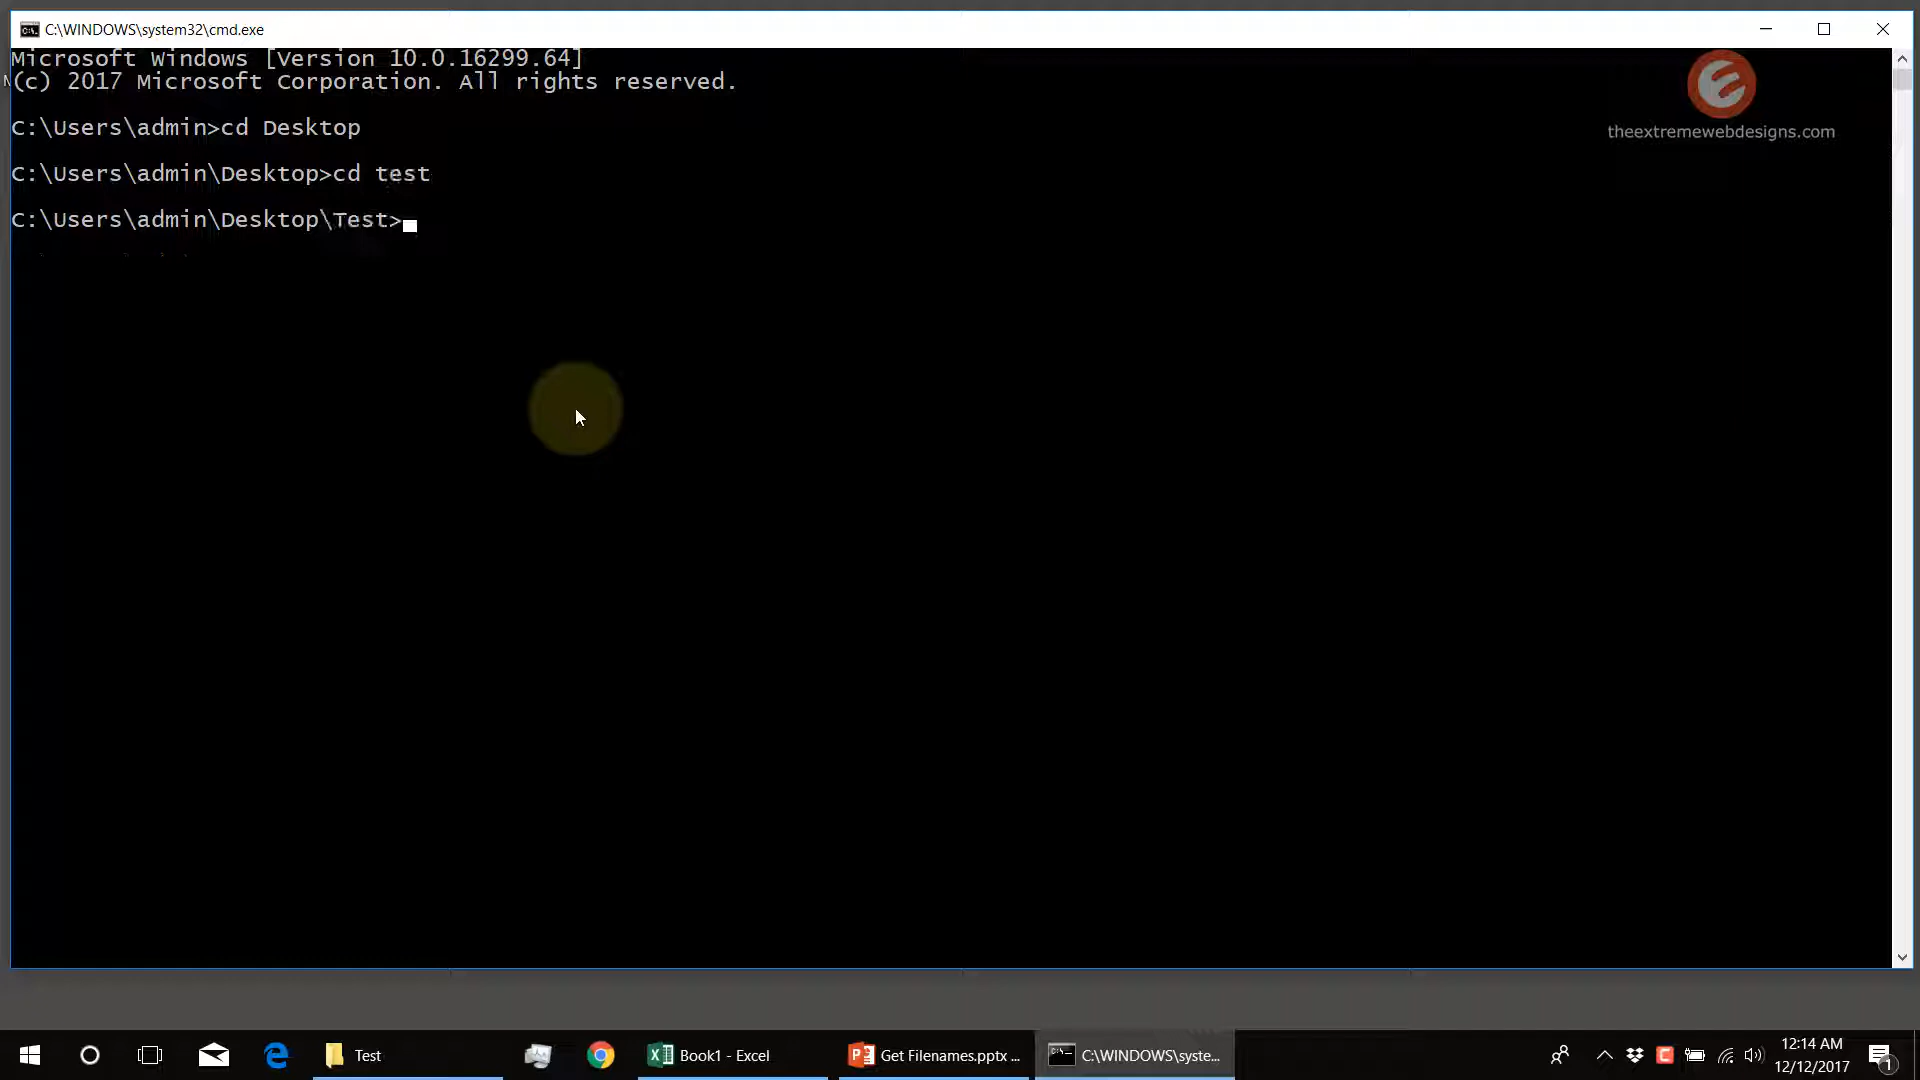 C:\WINDOWS\system32\cmd.exe
Microsoft Windows [Version 10.0.16299.64]
(c) 2017 Microsoft Corporation. All rights reserved.
theextremewebdesigns.com
C:\Users\admin>cd Desktop
C:\Users\admin\Desktop>cd test
C:\Users\admin\Desktop\Test>
Test
Book1 - Excel
Get Filenames.pptx ...
C:\WINDOWS\syste...
12:14 AM
12/12/2017
1